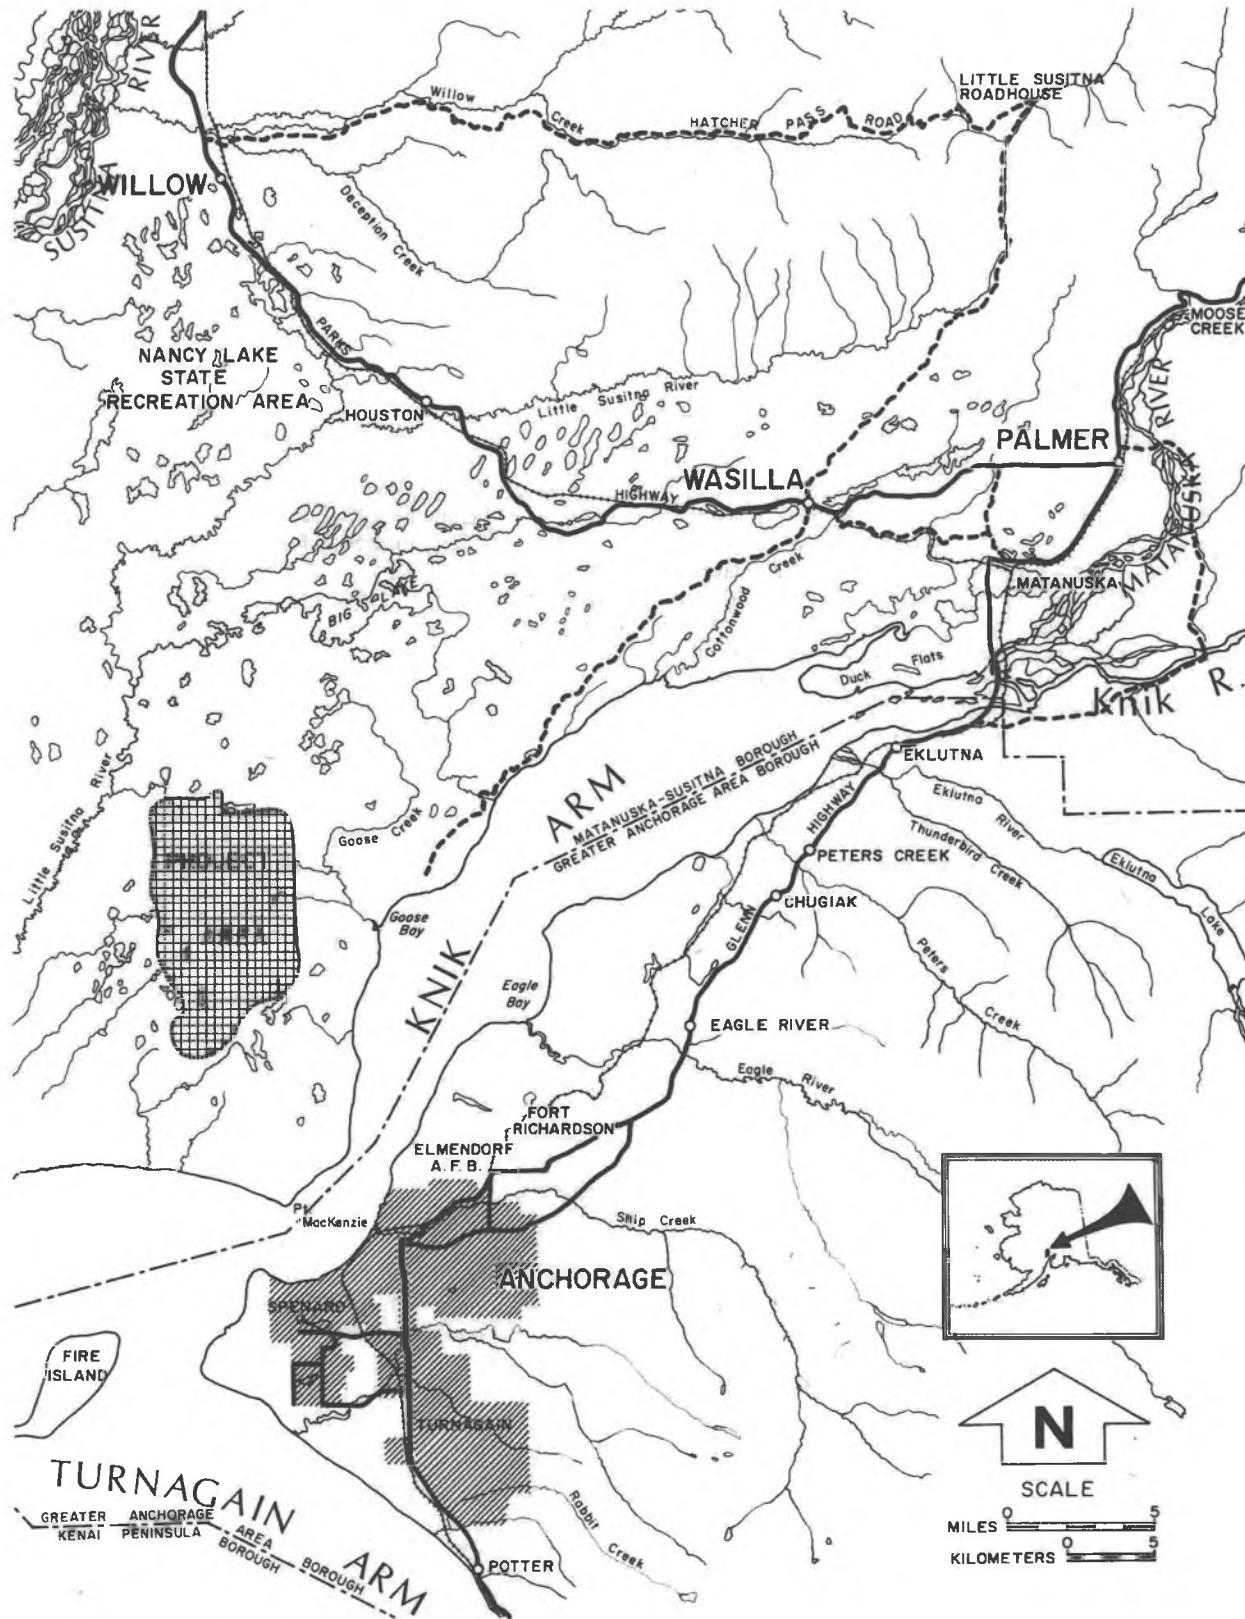 RIVER
SUSITNA
WILLOW
Willow
Creek
HATCHER PASS ROAD
LITTLE SUSITNA
ROADHOUSE
Deception Creek
PARKS
NANCY LAKE
STATE
RECREATION AREA
HOUSTON
Little Susitna River
MOOSE
CREEK
RIVER
MATANUSKA
PALMER
WASILLA
HIGHWAY
BIG LAKE
Cottonwood
Creek
MATANUSKA
MATANUSKA
Duck Flats
Knik R.
EKLUTNA
MATANUSKA-SUSITNA BOROUGH
GREATER ANCHORAGE AREA BOROUGH
ARM
KNIK
Little Susitna River
Goose Creek
PROJECT
AREA
Goose
Bay
HIGHWAY
GLENN
PETERS CREEK
CHUGIAK
Eklutna
River
Thunderbird
Creek
Eklutna
Lake
Peters
Creek
Eagle
Bay
EAGLE RIVER
Eagle River
FORT
RICHARDSON
ELMENDORF
A.F.B.
Pt.
MacKenzie
Ship Creek
ANCHORAGE
SPENARD
TURNAGAIN
FIRE
ISLAND
TURNAGAIN
ARM
GREATER ANCHORAGE AREA BOROUGH
KENAI PENINSULA BOROUGH
Rabbit
Creek
POTTER
N
SCALE
0 5
MILES
0 5
KILOMETERS